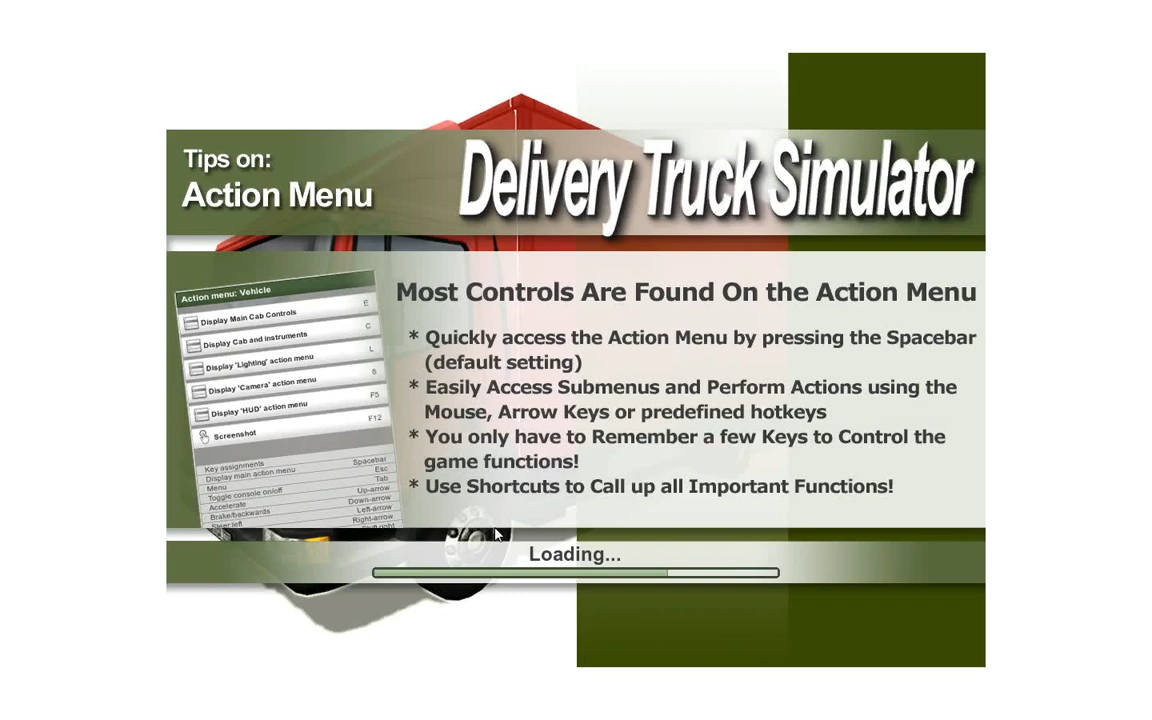 Tips on:
Action Menu
Delivery Truck Simulator
Action menu: Vehicle
Display Main Cab Controls E
Display Cab and instruments C
Display 'Lighting' action menu L
Display 'Camera' action menu 8
Display 'HUD' action menu F5
Screenshot F12
Key assignments
Display main action menu Spacebar
Menu Esc
Toggle console on/off Tab
Accelerate Up-arrow
Brake/backwards Down-arrow
Steer left Left-arrow
Right-arrow
Most Controls Are Found On the Action Menu
* Quickly access the Action Menu by pressing the Spacebar
(default setting)
* Easily Access Submenus and Perform Actions using the
Mouse, Arrow Keys or predefined hotkeys
* You only have to Remember a few Keys to Control the
game functions!
* Use Shortcuts to Call up all Important Functions!
Loading...